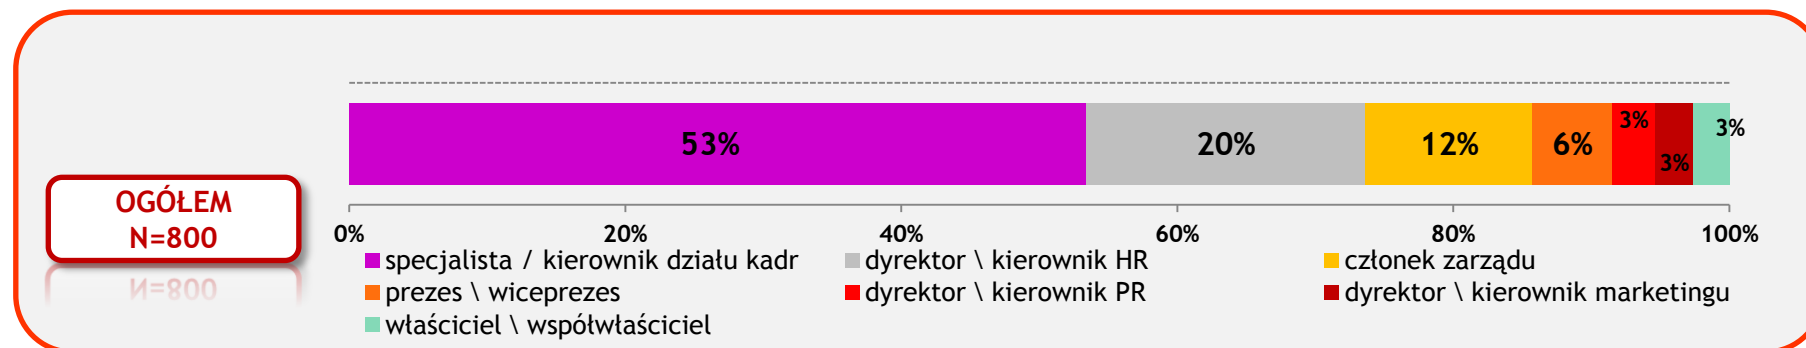 53%
20%
12%
6%
3%
3%
3%
OGÓŁEM
N=800
0%
20%
40%
60%
80%
100%
specjalista / kierownik działu kadr
dyrektor \ kierownik HR
członek zarządu
prezes \ wiceprezes
dyrektor \ kierownik PR
dyrektor \ kierownik marketingu
właściciel \ współwłaściciel